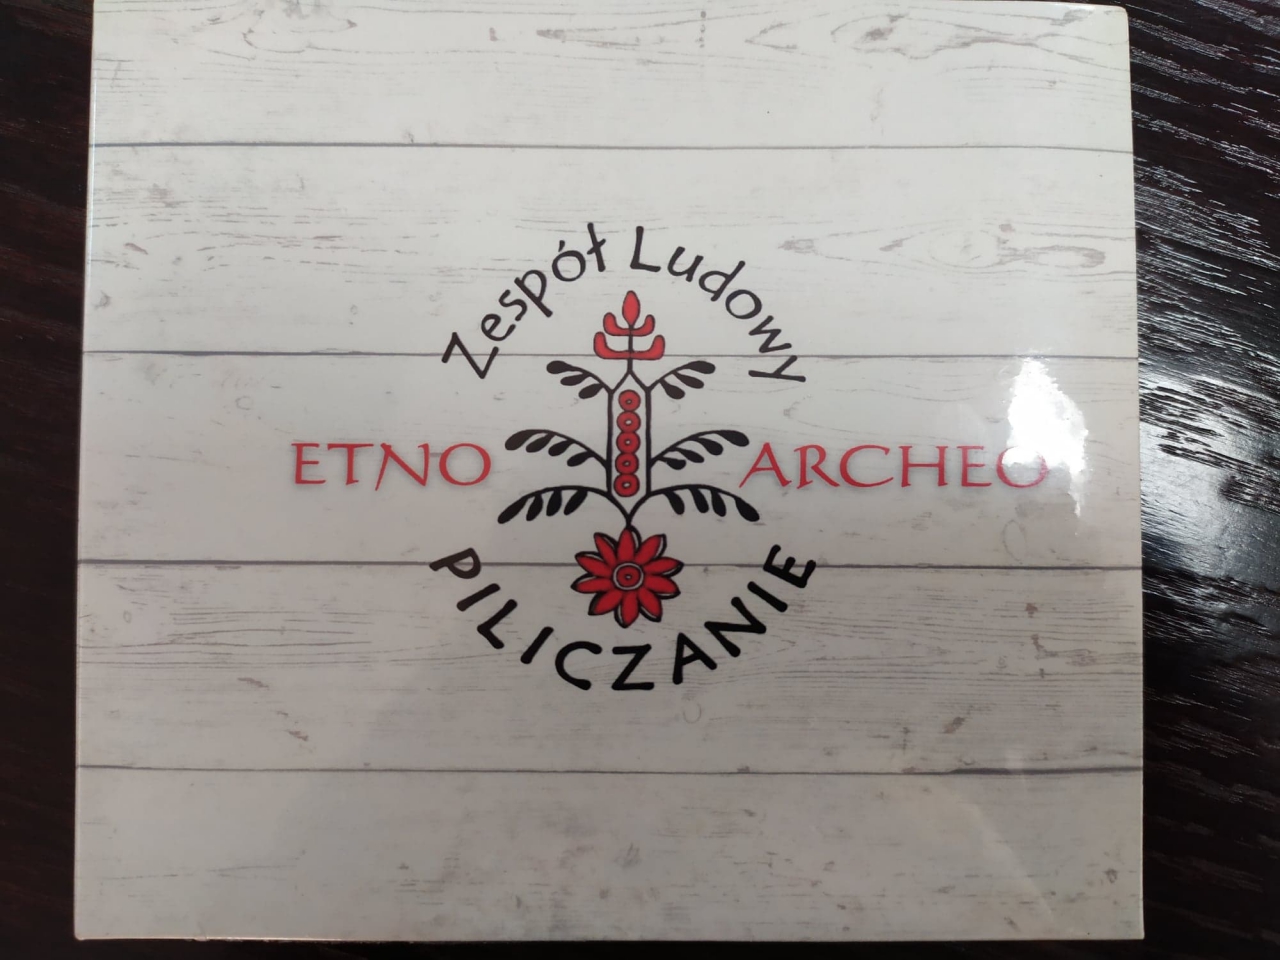 Zespół Ludowy
ETNO ARCHEO
PILICZANIE